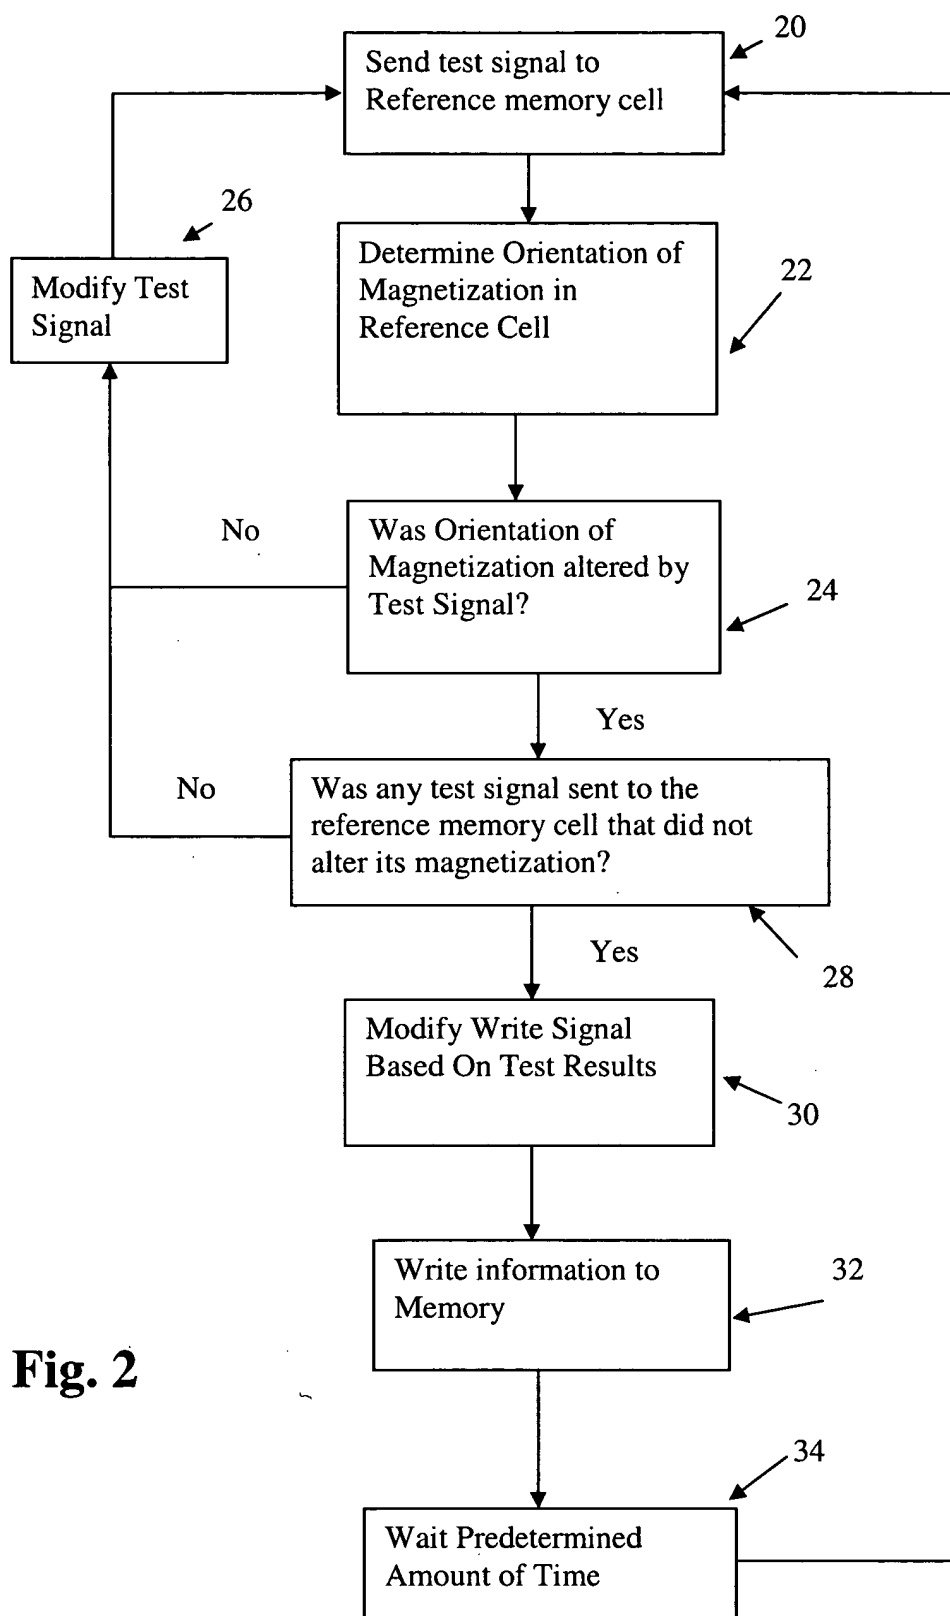 20
Send test signal to
Reference memory cell
26
Modify Test
Signal
Determine Orientation of
Magnetization in
Reference Cell
22
No
Was Orientation of
Magnetization altered by
Test Signal?
24
Yes
No
Was any test signal sent to the
reference memory cell that did not
alter its magnetization?
28
Yes
Modify Write Signal
Based On Test Results
30
Write information to
Memory
32
Fig. 2
34
Wait Predetermined
Amount of Time